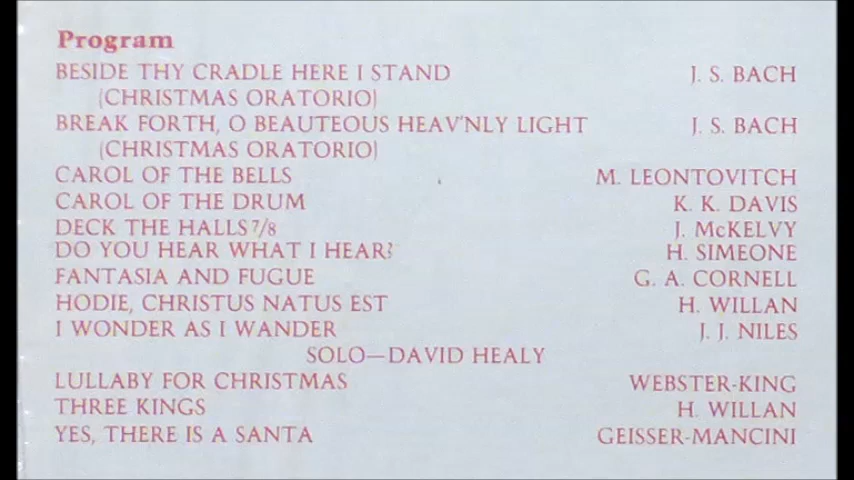 Program
BESIDE THY CRADLE HERE I STAND J. S. BACH
(CHRISTMAS ORATORIO)
BREAK FORTH, O BEAUTEOUS HEAV'NLY LIGHT J. S. BACH
(CHRISTMAS ORATORIO)
CAROL OF THE BELLS M. LEONTOVITCH
CAROL OF THE DRUM K. K. DAVIS
DECK THE HALLS 7/8 J. McKELVY
DO YOU HEAR WHAT I HEAR? H. SIMEONE
FANTASIA AND FUGUE G. A. CORNELL
HODIE, CHRISTUS NATUS EST H. WILLAN
I WONDER AS I WANDER J. J. NILES
SOLO—DAVID HEALY
LULLABY FOR CHRISTMAS WEBSTER-KING
THREE KINGS H. WILLAN
YES, THERE IS A SANTA GEISSER-MANCINI